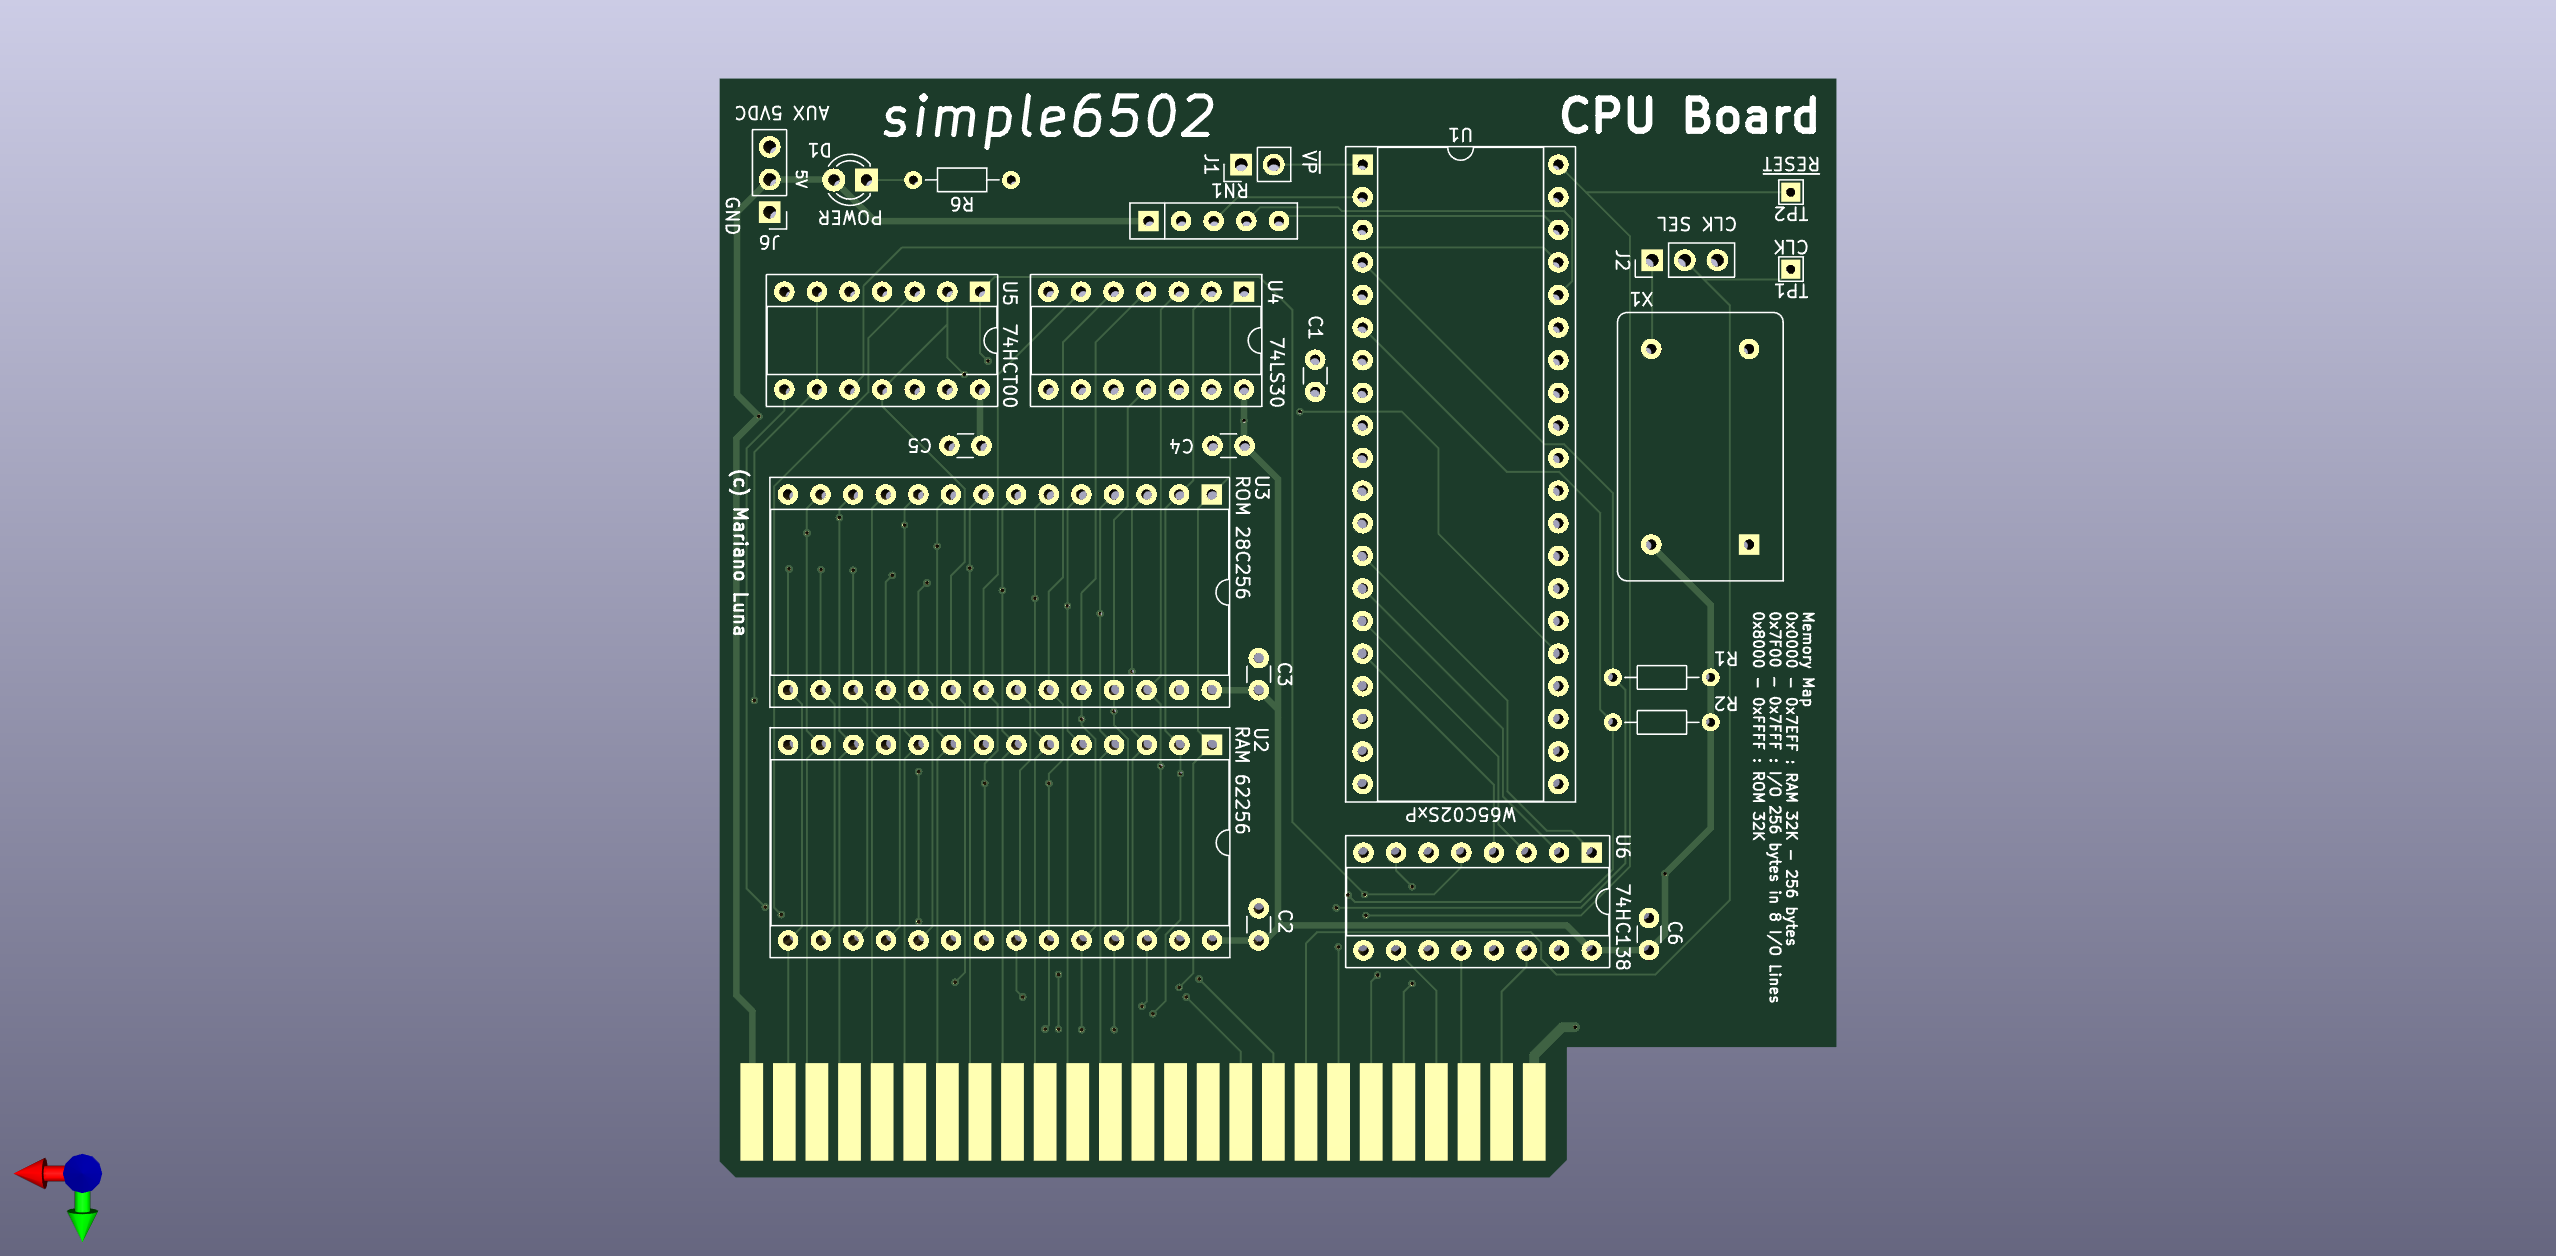 simple6502
CPU Board
AUX 5VDC
D1
5V
GND
J6
POWER
R6
J1
VP
RN1
U1
RESET
TP2
CLK SEL
CLK
J2
TP1
X1
U5
74HCT00
U4
74LS30
C1
C5
C4
(c) Mariano Luna
U3
ROM 28C256
C3
R1
R2
Memory Map
0x0000 - 0x7EFF : RAM 32K - 256 bytes
0x7F00 - 0x7FFF : I/O 256 bytes in 8 I/O Lines
0x8000 - 0xFFFF : ROM 32K
U2
RAM 62256
C2
W65C02SxP
U6
74HC138
C6